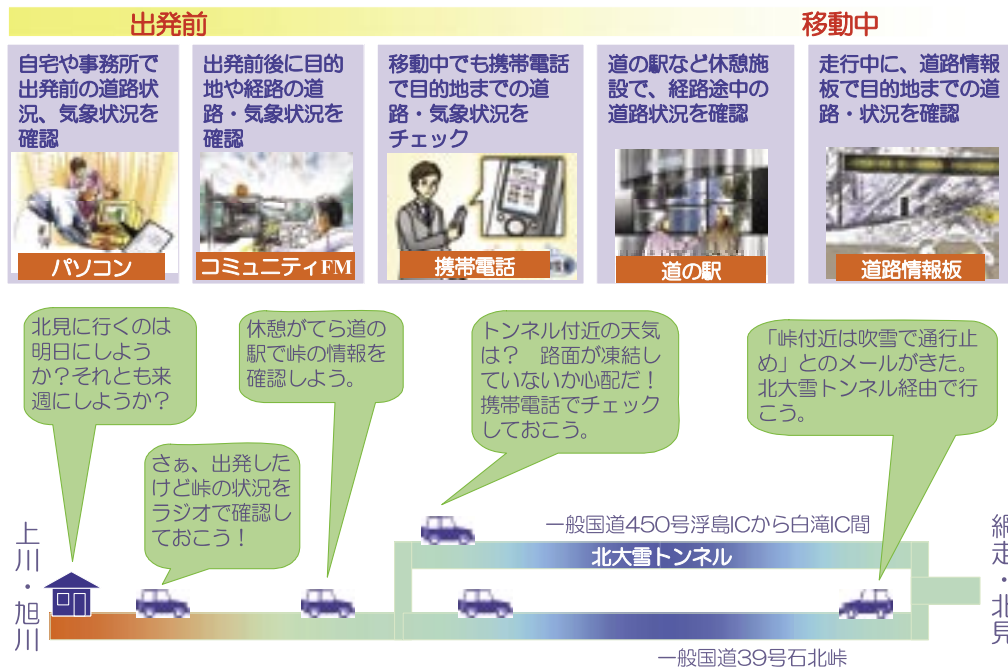 出発前
移動中
自宅や事務所で
出発前の道路状
況、気象状況を
確認
パソコン
出発前後に目的
地や経路の道
路・気象状況を
確認
コミュニティFM
移動中でも携帯電話
で目的地までの道
路・気象状況を
チェック
携帯電話
道の駅など休憩施
設で、経路途中の
道路状況を確認
道の駅
走行中に、道路情報
板で目的地までの道
路・状況を確認
道路情報板
北見に行くのは
明日にしよう
か？それとも来
週にしようか？
さぁ、出発した
けど峠の状況を
ラジオで確認し
ておこう！
休憩がてら道の
駅で峠の情報を
確認しよう。
トンネル付近の天気
は？　路面が凍結し
ていないか心配だ！
携帯電話でチェック
しておこう。
「峠付近は吹雪で通行止
め」とのメールがきた。
北大雪トンネル経由で行
こう。
上川・旭川
一般国道450号浮島ICから白滝IC間
北大雪トンネル
一般国道39号石北峠
網走・北見